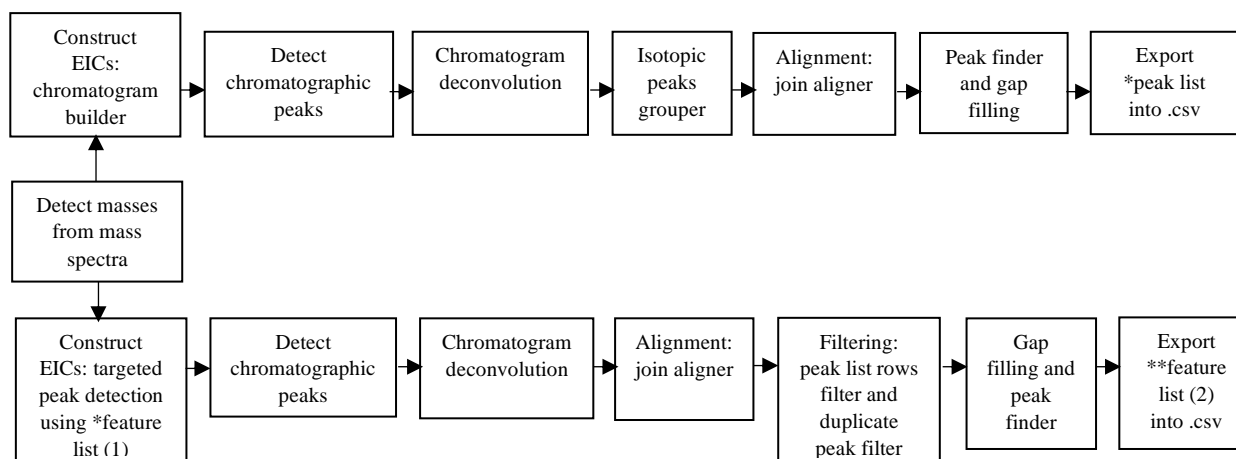 Construct
EICs:
chromatogram
builder
Detect
chromatographic
peaks
Chromatogram
deconvolution
Isotopic
peaks
grouper
Alignment:
join aligner
Peak finder
and gap
filling
Export
*peak list
into .csv
Detect masses
from mass
spectra
Construct
EICs: targeted
peak detection
using *feature
list (1)
Detect
chromatographic
peaks
Chromatogram
deconvolution
Alignment:
join aligner
Filtering:
peak list rows
filter and
duplicate
peak filter
Gap
filling and
peak
finder
Export
**feature
list (2)
into .csv